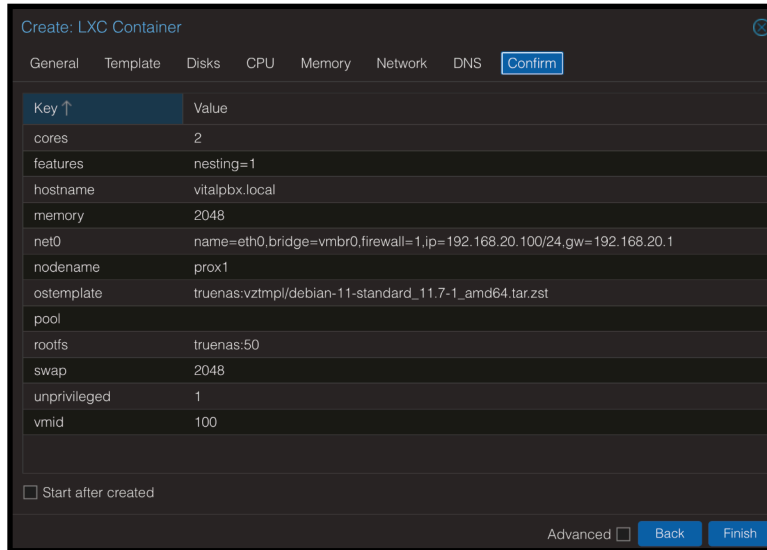 Create: LXC Container
General Template Disks CPU Memory Network DNS Confirm
Key Value
cores 2
features nesting=1
hostname vitalpbx.local
memory 2048
net0 name=eth0,bridge=vmbr0,firewall=1,ip=192.168.20.100/24,gw=192.168.20.1
nodename prox1
ostemplate truenas:vztmpl/debian-11-standard_11.7-1_amd64.tar.zst
pool
rootfs truenas:50
swap 2048
unprivileged 1
vmid 100
Start after created
Advanced Back Finish